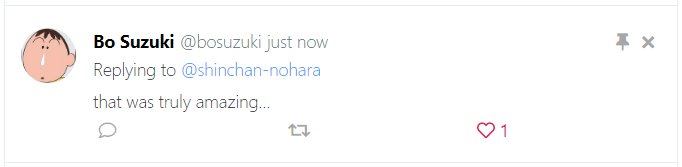 Bo Suzuki @bosuzuki just now
Replying to @shinchan-nohara
that was truly amazing...
1